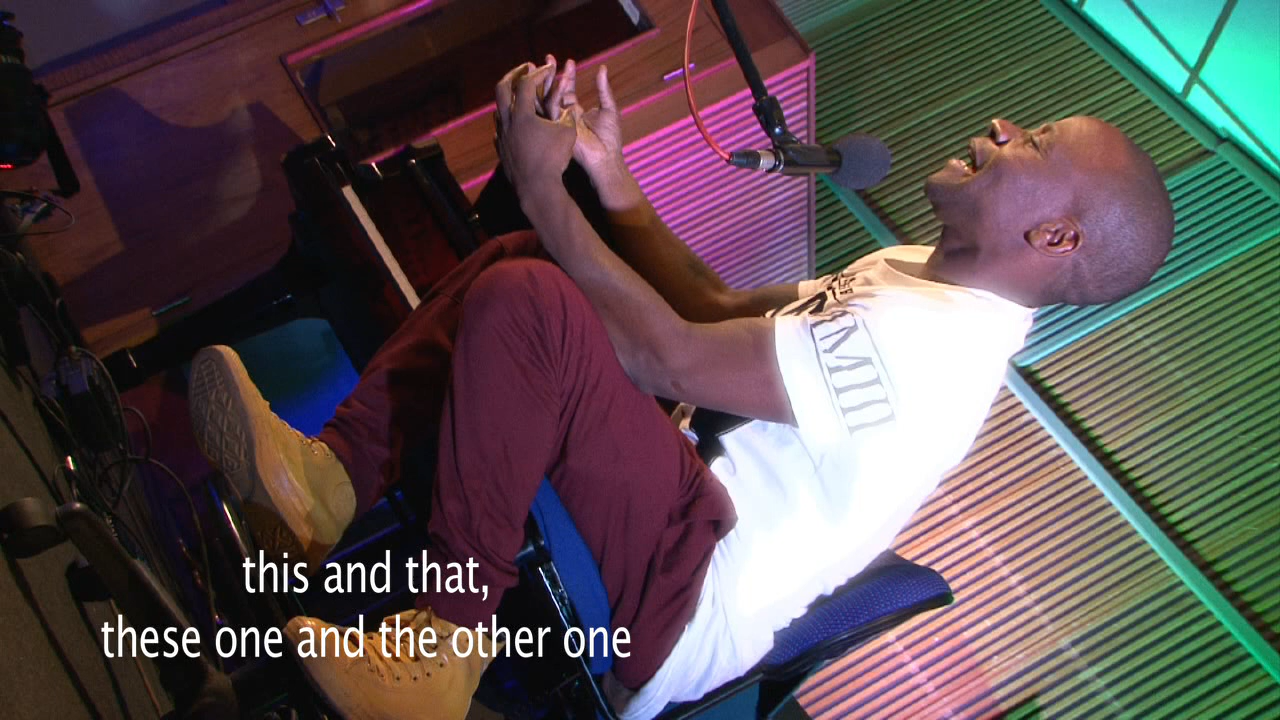 this and that,
these one and the other one